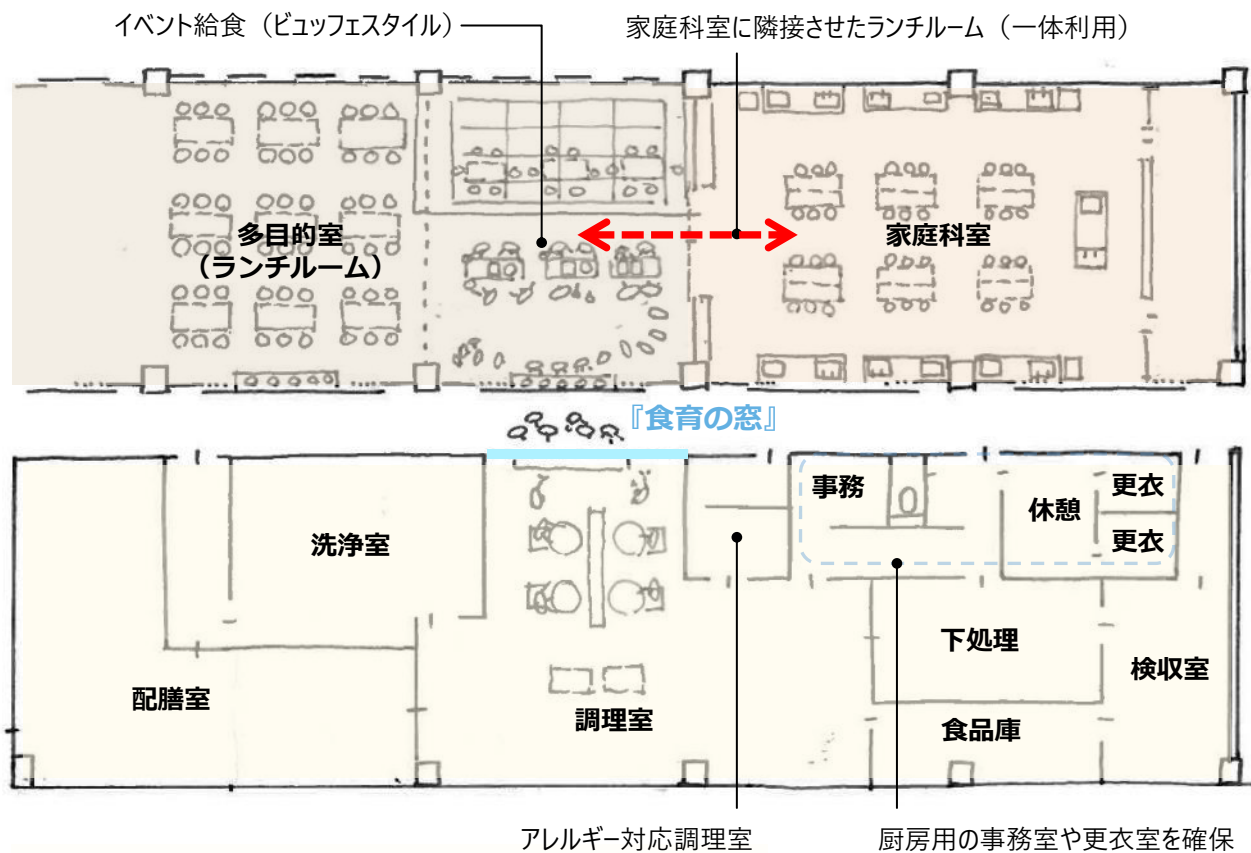 イベント給食（ビュッフェスタイル）
家庭科室に隣接させたランチルーム（一体利用）
多目的室
（ランチルーム）
家庭科室
『食育の窓』
事務
休憩
更衣
更衣
洗浄室
下処理
検収室
配膳室
調理室
食品庫
アレルギー対応調理室
厨房用の事務室や更衣室を確保